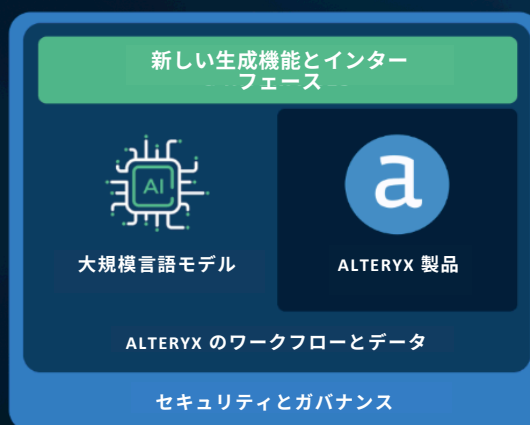 新しい生成機能とインター
フェース
AI
a
大規模言語モデル
ALTERYX 製品
ALTERYX のワークフローとデータ
セキュリティとガバナンス